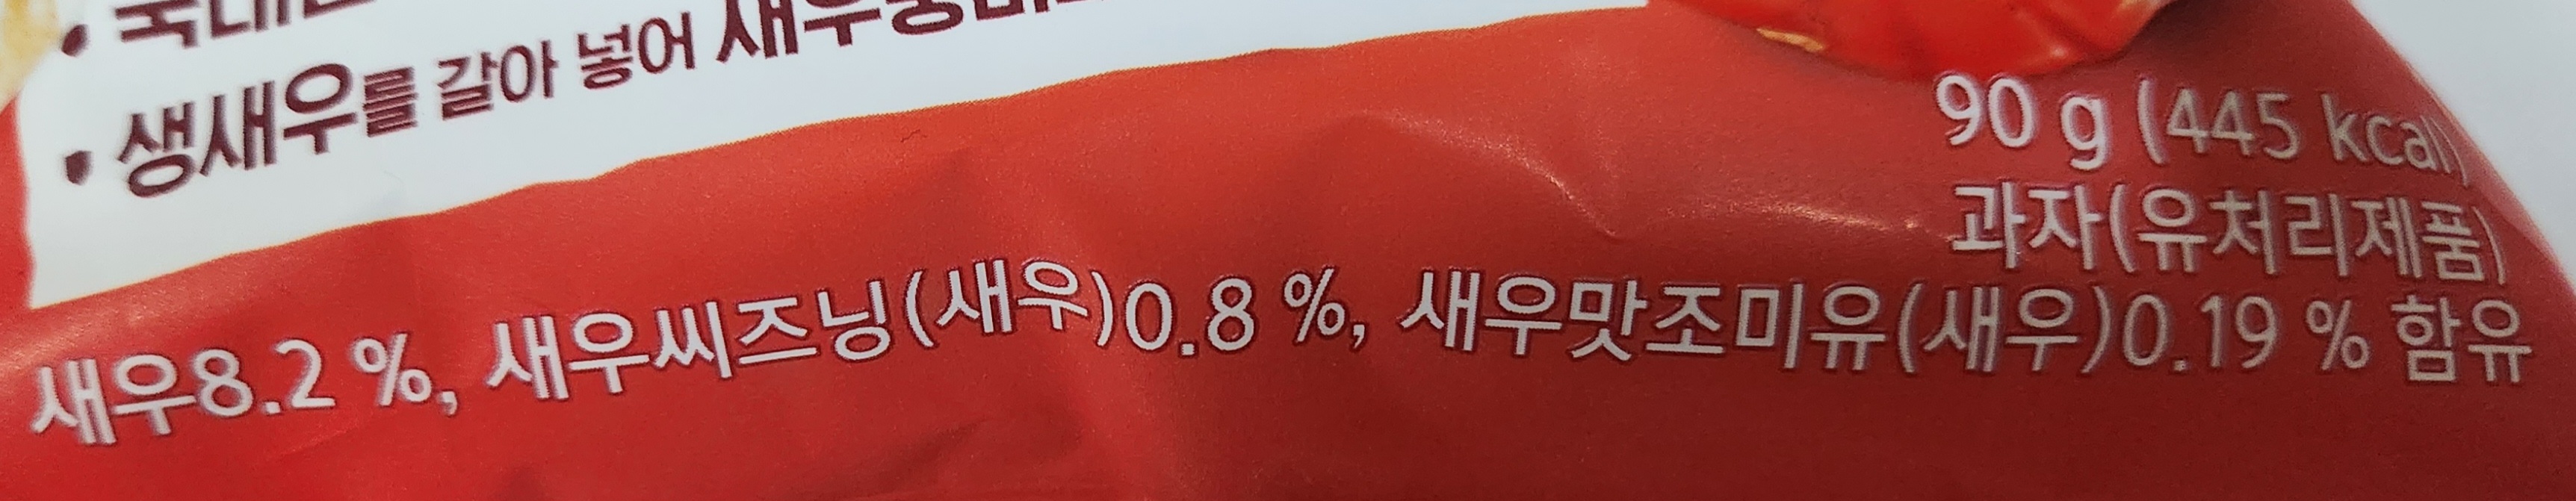 • 생새우를 갈아 넣어
90 g (445 kcal)
과자(유처리제품)
새우8.2 %, 새우씨즈닝(새우)0.8 %, 새우맛조미유(새우)0.19 % 함유